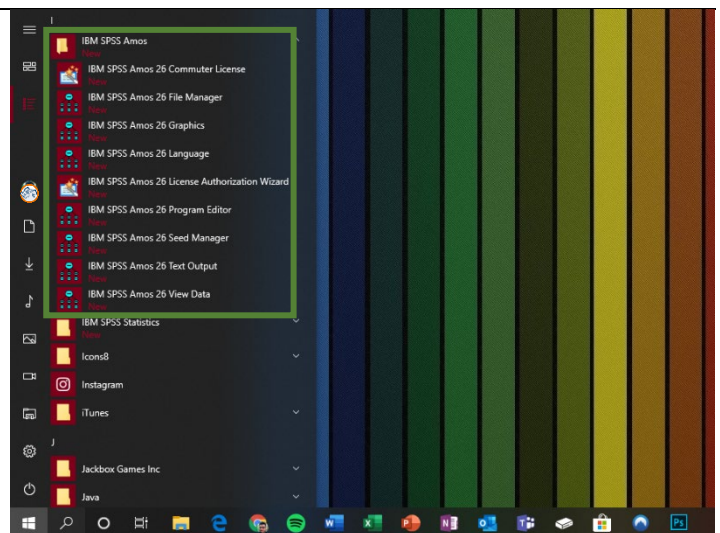 I
IBM SPSS Amos
New
IBM SPSS Amos 26 Commuter License
New
IBM SPSS Amos 26 File Manager
New
IBM SPSS Amos 26 Graphics
New
IBM SPSS Amos 26 Language
New
IBM SPSS Amos 26 License Authorization Wizard
New
IBM SPSS Amos 26 Program Editor
New
IBM SPSS Amos 26 Seed Manager
New
IBM SPSS Amos 26 Text Output
New
IBM SPSS Amos 26 View Data
New
IBM SPSS Statistics
New
Icons8
Instagram
iTunes
J
Jackbox Games Inc
Java
Ps